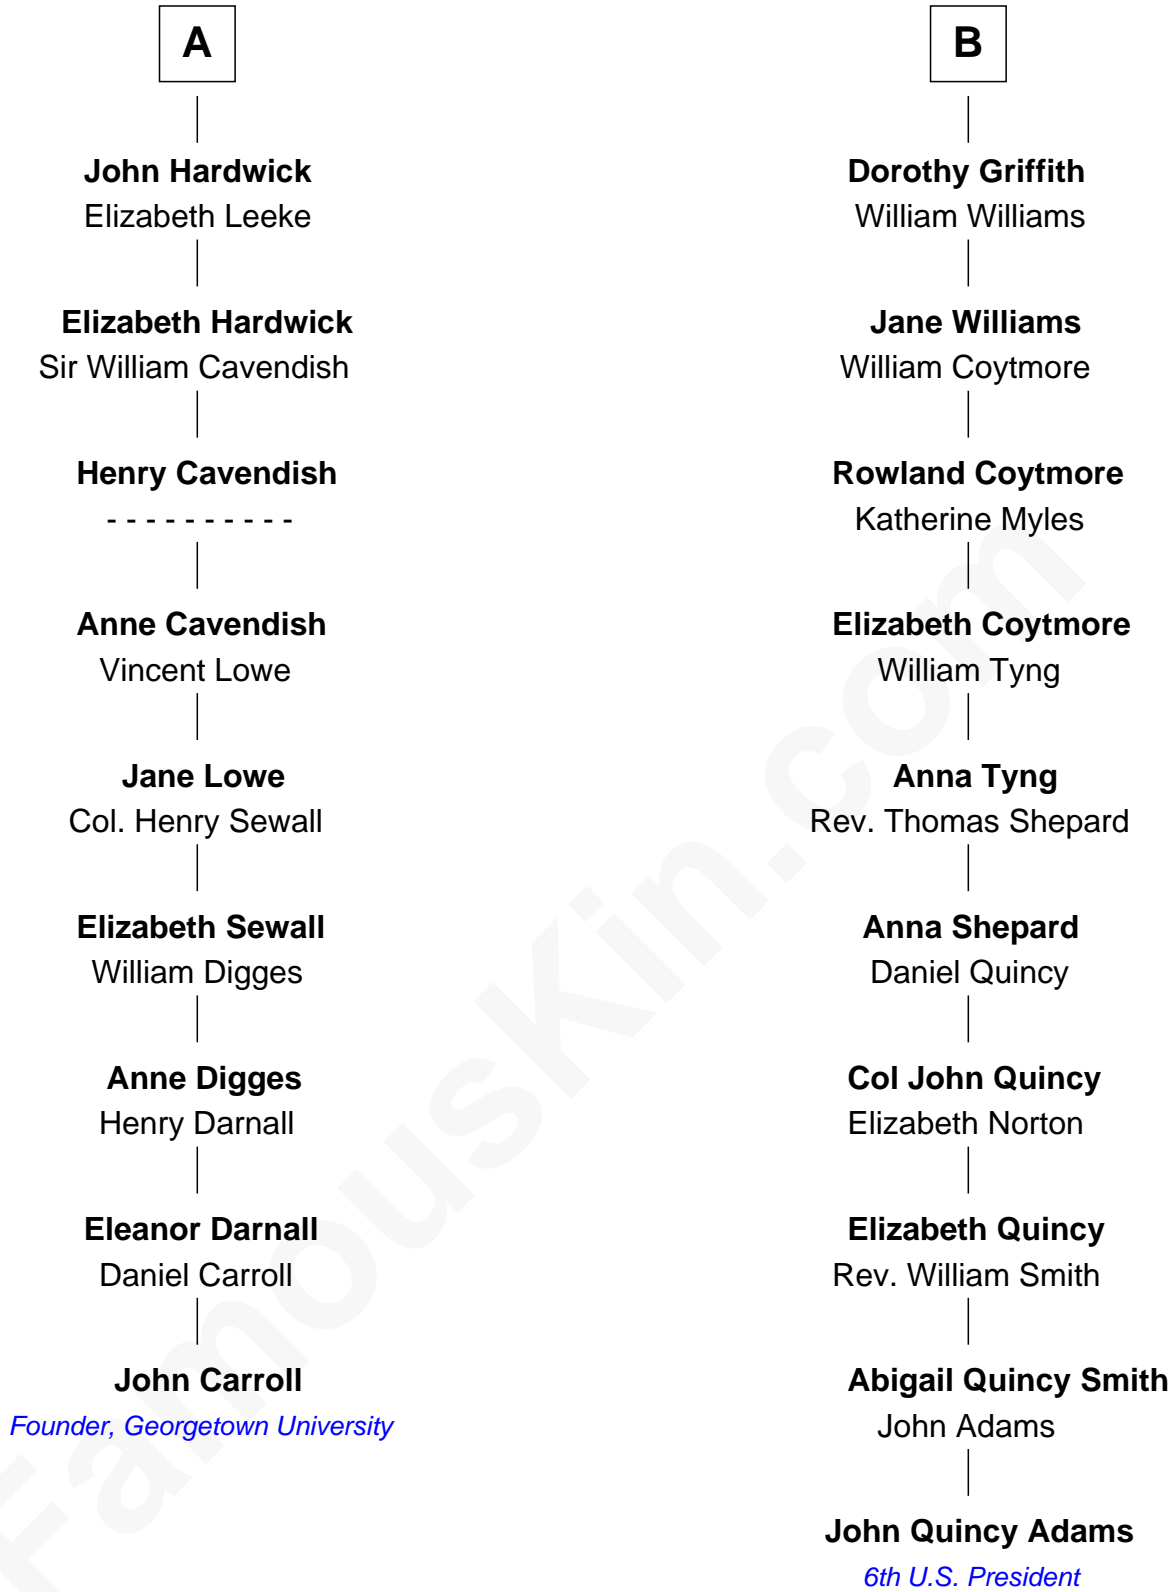 A
John Hardwick
Elizabeth Leeke
Elizabeth Hardwick
Sir William Cavendish
Henry Cavendish
- - - - - - - - - -
Anne Cavendish
Vincent Lowe
Jane Lowe
Col. Henry Sewall
Elizabeth Sewall
William Digges
Anne Digges
Henry Darnall
Eleanor Darnall
Daniel Carroll
John Carroll
Founder, Georgetown University
B
Dorothy Griffith
William Williams
Jane Williams
William Coytmore
Rowland Coytmore
Katherine Myles
Elizabeth Coytmore
William Tyng
Anna Tyng
Rev. Thomas Shepard
Anna Shepard
Daniel Quincy
Col John Quincy
Elizabeth Norton
Elizabeth Quincy
Rev. William Smith
Abigail Quincy Smith
John Adams
John Quincy Adams
6th U.S. President
FamousKin.com